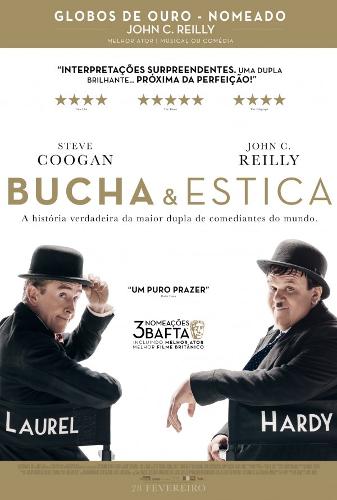 GLOBOS DE OURO - NOMEADO
JOHN C. REILLY
MELHOR ATOR | MUSICAL OU COMÉDIA
"INTERPRETAÇÕES SURPREENDENTES. UMA DUPLA
BRILHANTE... PRÓXIMA DA PERFEIÇÃO!"
STEVE
COOGAN
JOHN C.
REILLY
BUCHA & ESTICA
A história verdadeira da maior dupla de comediantes do mundo.
"UM PURO PRAZER"
3 NOMEAÇÕES
BAFTA
INCLUINDO MELHOR ATOR
MELHOR FILME BRITÂNICO
LAUREL
HARDY
28 FEVEREIRO